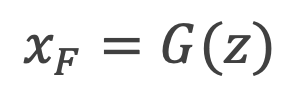 x_F = G(z)